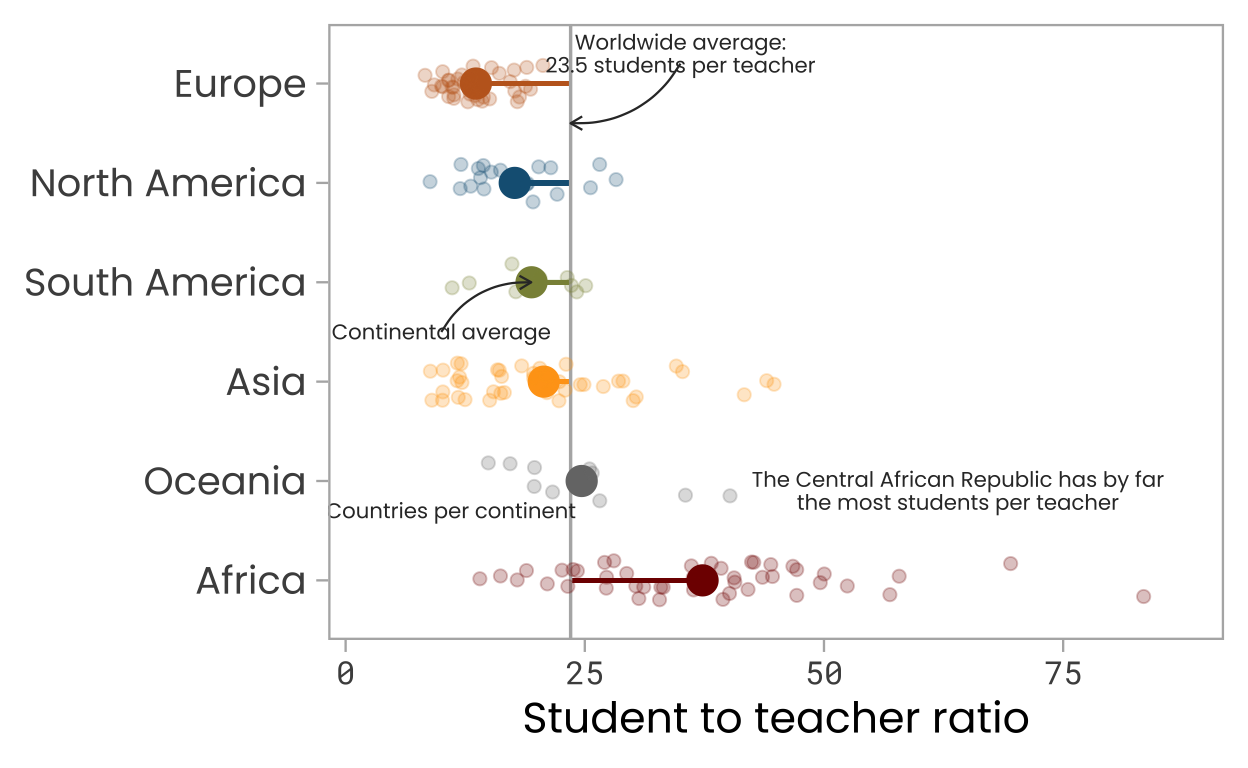 Worldwide average:
23.5 students per teacher
Europe
North America
South America
Continental average
Asia
Oceania
The Central African Republic has by far
the most students per teacher
Countries per continent
Africa
0 25 50 75
Student to teacher ratio